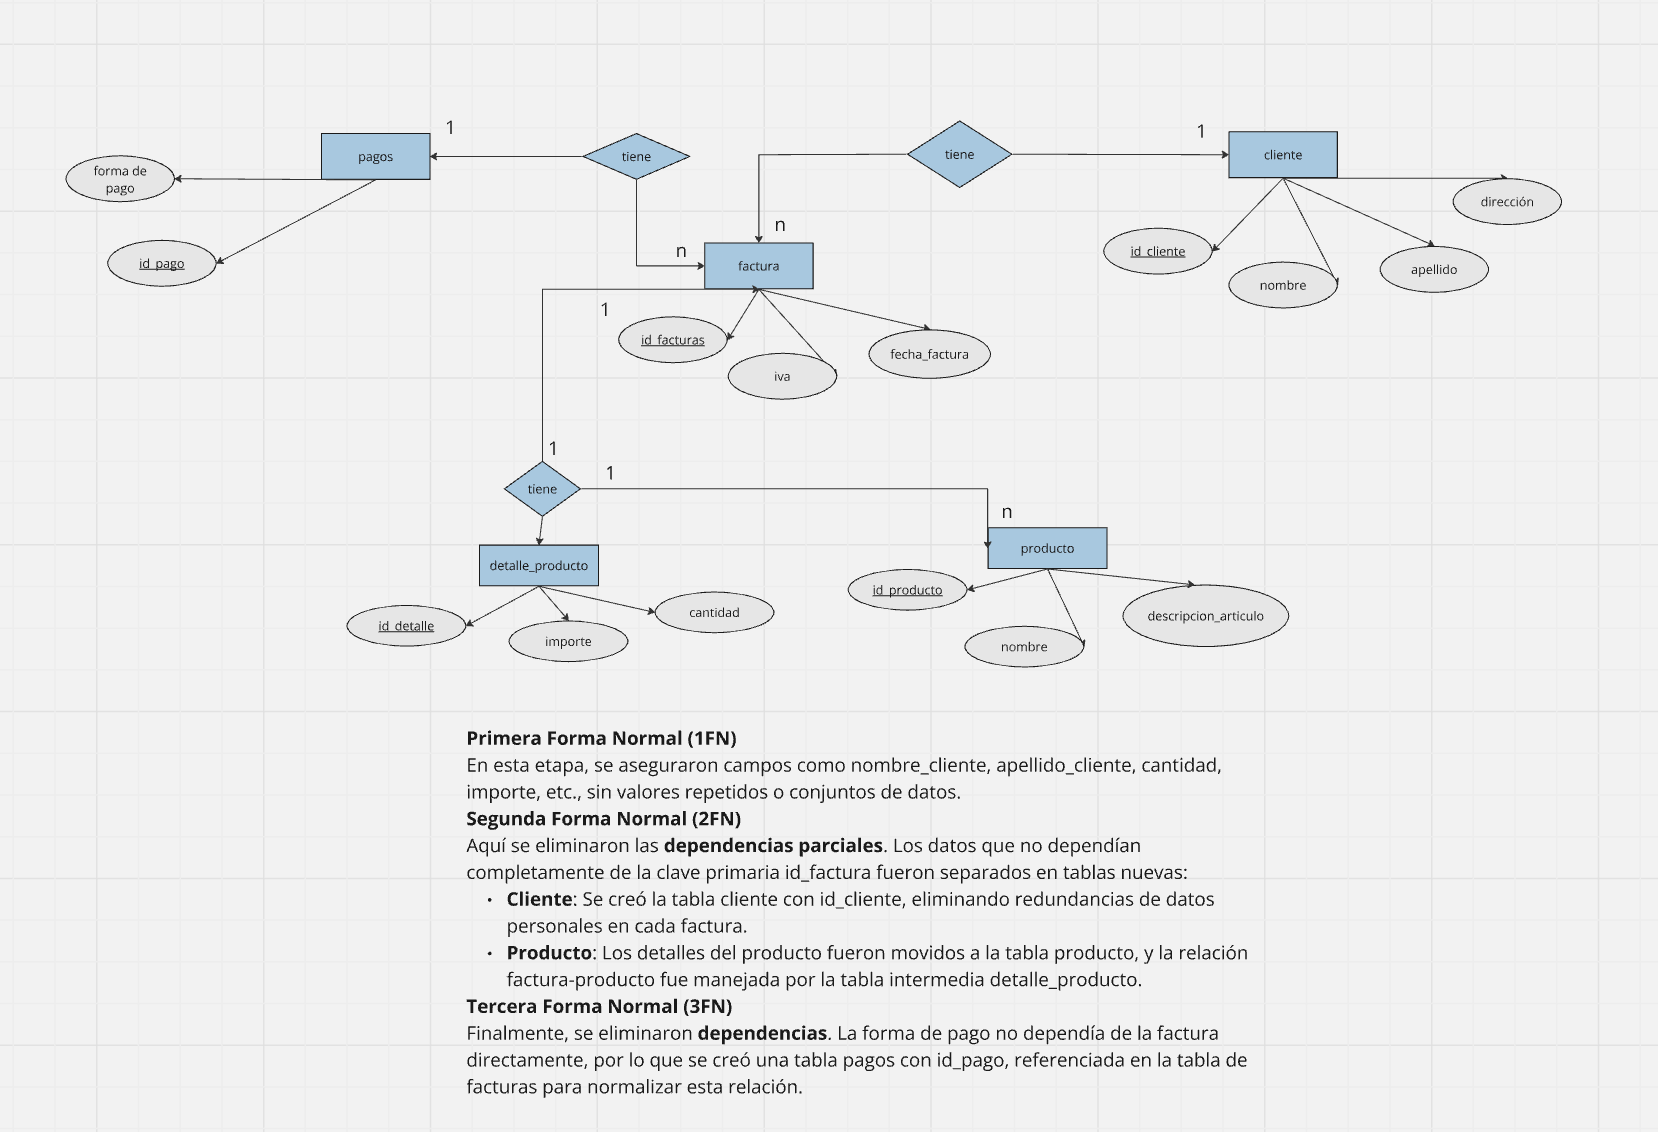 1
1
pagos
tiene
tiene
cliente
forma de
pago
dirección
n
n
id_pago
factura
id_cliente
apellido
nombre
1
id_facturas
fecha_factura
iva
1
1
tiene
n
producto
detalle_producto
id_producto
cantidad
descripcion_articulo
id_detalle
importe
nombre
Primera Forma Normal (1FN)
En esta etapa, se aseguraron campos como nombre_cliente, apellido_cliente, cantidad,
importe, etc., sin valores repetidos o conjuntos de datos.
Segunda Forma Normal (2FN)
Aquí se eliminaron las dependencias parciales. Los datos que no dependían
completamente de la clave primaria id_factura fueron separados en tablas nuevas:
• Cliente: Se creó la tabla cliente con id_cliente, eliminando redundancias de datos
personales en cada factura.
• Producto: Los detalles del producto fueron movidos a la tabla producto, y la relación
factura-producto fue manejada por la tabla intermedia detalle_producto.
Tercera Forma Normal (3FN)
Finalmente, se eliminaron dependencias. La forma de pago no dependía de la factura
directamente, por lo que se creó una tabla pagos con id_pago, referenciada en la tabla de
facturas para normalizar esta relación.